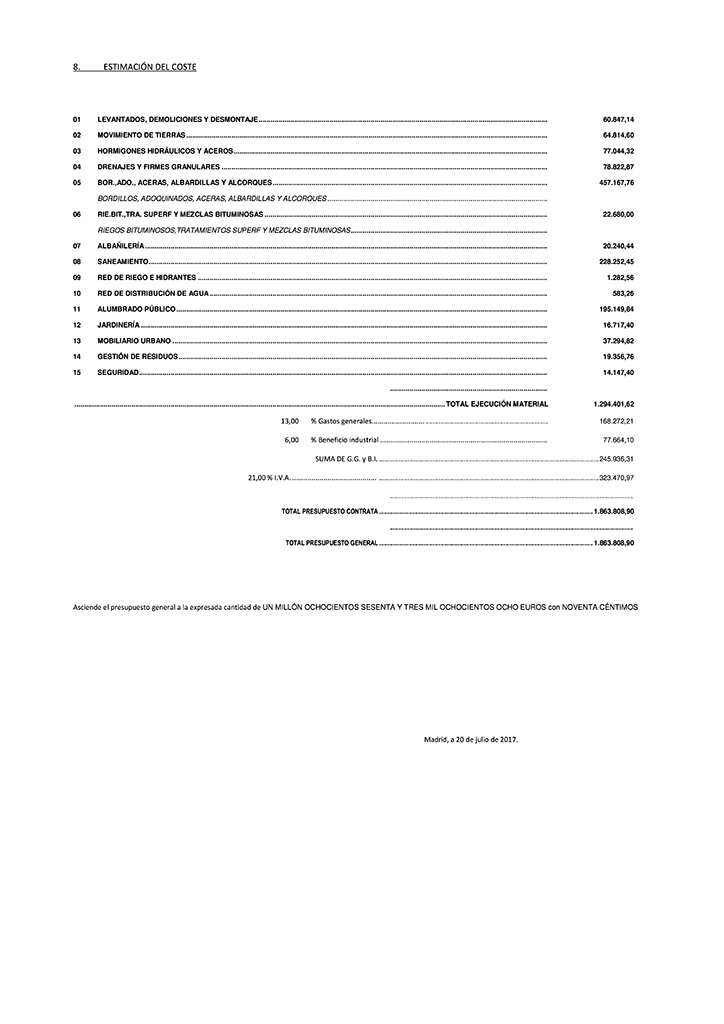 8. ESTIMACIÓN DEL COSTE
01 LEVANTADOS, DEMOLICIONES Y DESMONTAJE 60.847,14
02 MOVIMIENTO DE TIERRAS 64.814,60
03 HORMIGONES HIDRÁULICOS Y ACEROS 77.044,32
04 DRENAJES Y FIRMES GRANULARES 78.822,87
05 BOR.,ADO., ACERAS, ALBARDILLAS Y ALCORQUES 457.167,76
BORDILLOS, ADOQUINADOS, ACERAS, ALBARDILLAS Y ALCORQUES
06 RIE.BIT.,TRA. SUPERF Y MEZCLAS BITUMINOSAS 22.680,00
RIEGOS BITUMINOSOS,TRATAMIENTOS SUPERF Y MEZCLAS BITUMINOSAS
07 ALBAÑILERÍA 20.240,44
08 SANEAMIENTO 228.252,45
09 RED DE RIEGO E HIDRANTES 1.282,56
10 RED DE DISTRIBUCIÓN DE AGUA 583,26
11 ALUMBRADO PÚBLICO 195.149,84
12 JARDINERÍA 16.717,40
13 MOBILIARIO URBANO 37.294,82
14 GESTIÓN DE RESIDUOS 19.356,76
15 SEGURIDAD 14.147,40
TOTAL EJECUCIÓN MATERIAL 1.294.401,62
13,00 % Gastos generales 168.272,21
6,00 % Beneficio industrial 77.664,10
SUMA DE G.G. y B.I. 245.936,31
21,00 % I.V.A. 323.470,97
TOTAL PRESUPUESTO CONTRATA 1.863.808,90
TOTAL PRESUPUESTO GENERAL 1.863.808,90
Asciende el presupuesto general a la expresada cantidad de UN MILLÓN OCHOCIENTOS SESENTA Y TRES MIL OCHOCIENTOS OCHO EUROS con NOVENTA CÉNTIMOS
Madrid, a 20 de julio de 2017.